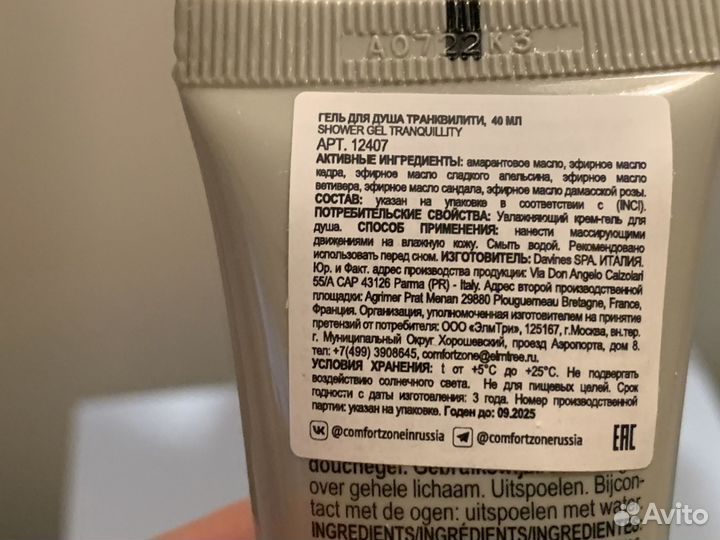 A0722K3
ГЕЛЬ ДЛЯ ДУША ТРАНКВИЛИТИ, 40 МЛ
SHOWER GEL TRANQUILLITY
АРТ. 12407
АКТИВНЫЕ ИНГРЕДИЕНТЫ: амарантовое масло, эфирное масло
кедра, эфирное масло сладкого апельсина, эфирное масло
ветивера, эфирное масло сандала, эфирное масло дамасской розы.
СОСТАВ: указан на упаковке в соответствии с (INCI).
ПОТРЕБИТЕЛЬСКИЕ СВОЙСТВА: Увлажняющий крем-гель для
душа. СПОСОБ ПРИМЕНЕНИЯ: нанести массирующими
движениями на влажную кожу. Смыть водой. Рекомендовано
использовать перед сном. ИЗГОТОВИТЕЛЬ: Davines SPA. ИТАЛИЯ.
Юр. и Факт. адрес производства продукции: Via Don Angelo Calzolari
55/A CAP 43126 Parma (PR) - Italy. Адрес второй производственной
площадки: Agrimer Prat Menan 29880 Plouguerneau Bretagne, France,
Франция. Организация, уполномоченная изготовителем на принятие
претензий от потребителя: ООО «ЭлмТри», 125167, г.Москва, вн.тер.
г. Муниципальный Округ Хорошевский, проезд Аэропорта, дом 8.
тел: +7(499) 3908645, comfortzone@elmtree.ru.
УСЛОВИЯ ХРАНЕНИЯ: t от +5°C до +25°C. Не подвергать
воздействию солнечного света. Не для пищевых целей. Срок
годности с даты изготовления: 3 года. Номер производственной
партии: указан на упаковке. Годен до: 09.2025
@comfortzoneinrussia @comfortzonerussia EAC
douchegel. Gebruikswijze:
over gehele lichaam. Uitspoelen. Bijcon-
tact met de ogen: uitspoelen met water
INGREDIENTS/INGRÉDIENTS/INGREDIENTES
Avito